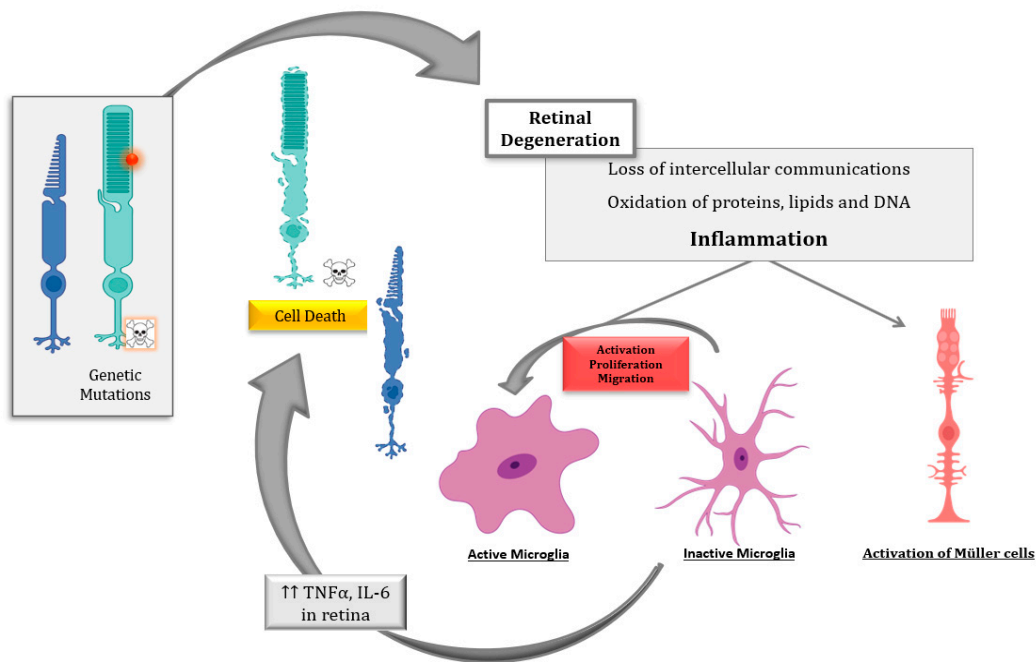 Genetic
Mutations
Cell Death
Retinal
Degeneration
Loss of intercellular communications
Oxidation of proteins, lipids and DNA
Inflammation
Activation
Proliferation
Migration
Active Microglia
Inactive Microglia
Activation of Müller cells
↑↑ TNFα, IL-6
in retina